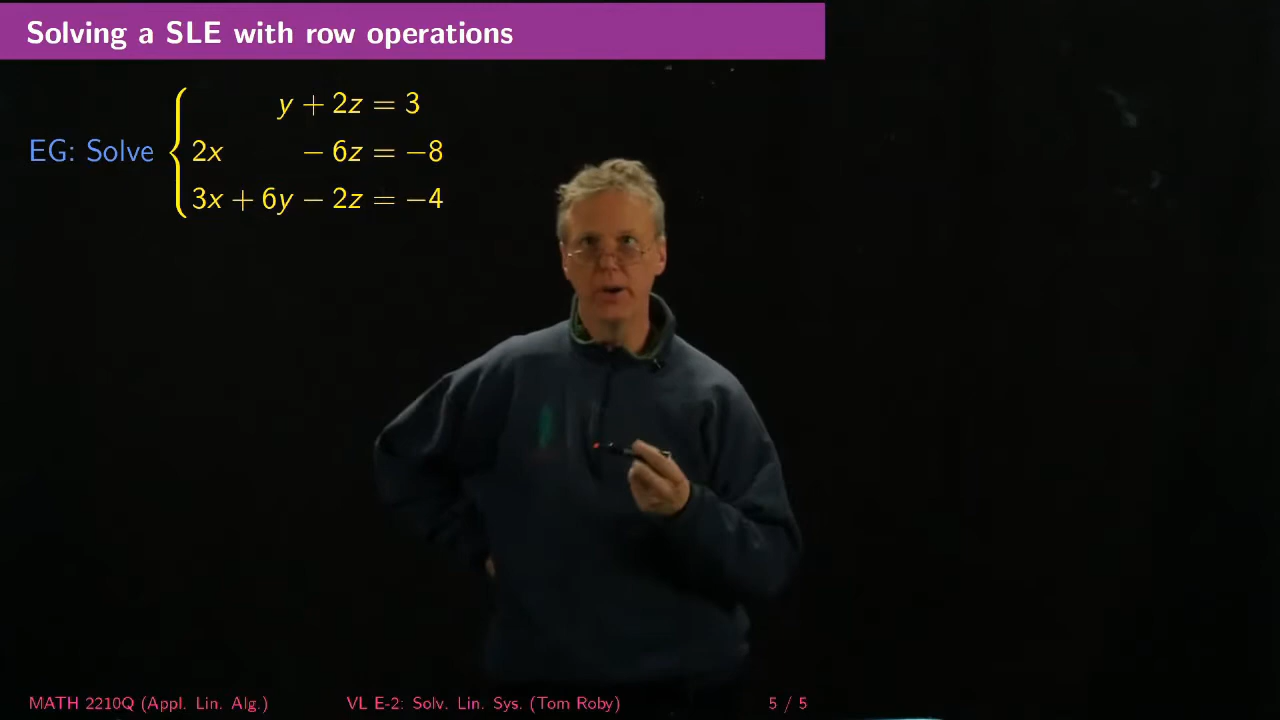 Solving a SLE with row operations
y + 2z = 3
EG: Solve { 2x − 6z = −8
3x + 6y − 2z = −4
MATH 2210Q (Appl. Lin. Alg.) VL E-2: Solv. Lin. Sys. (Tom Roby) 5 / 5